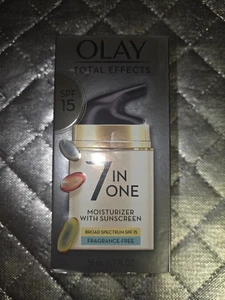 OLAY
TOTAL EFFECTS
SPF
15
7 IN
ONE
MOISTURIZER
WITH SUNSCREEN
BROAD SPECTRUM SPF 15
FRAGRANCE-FREE